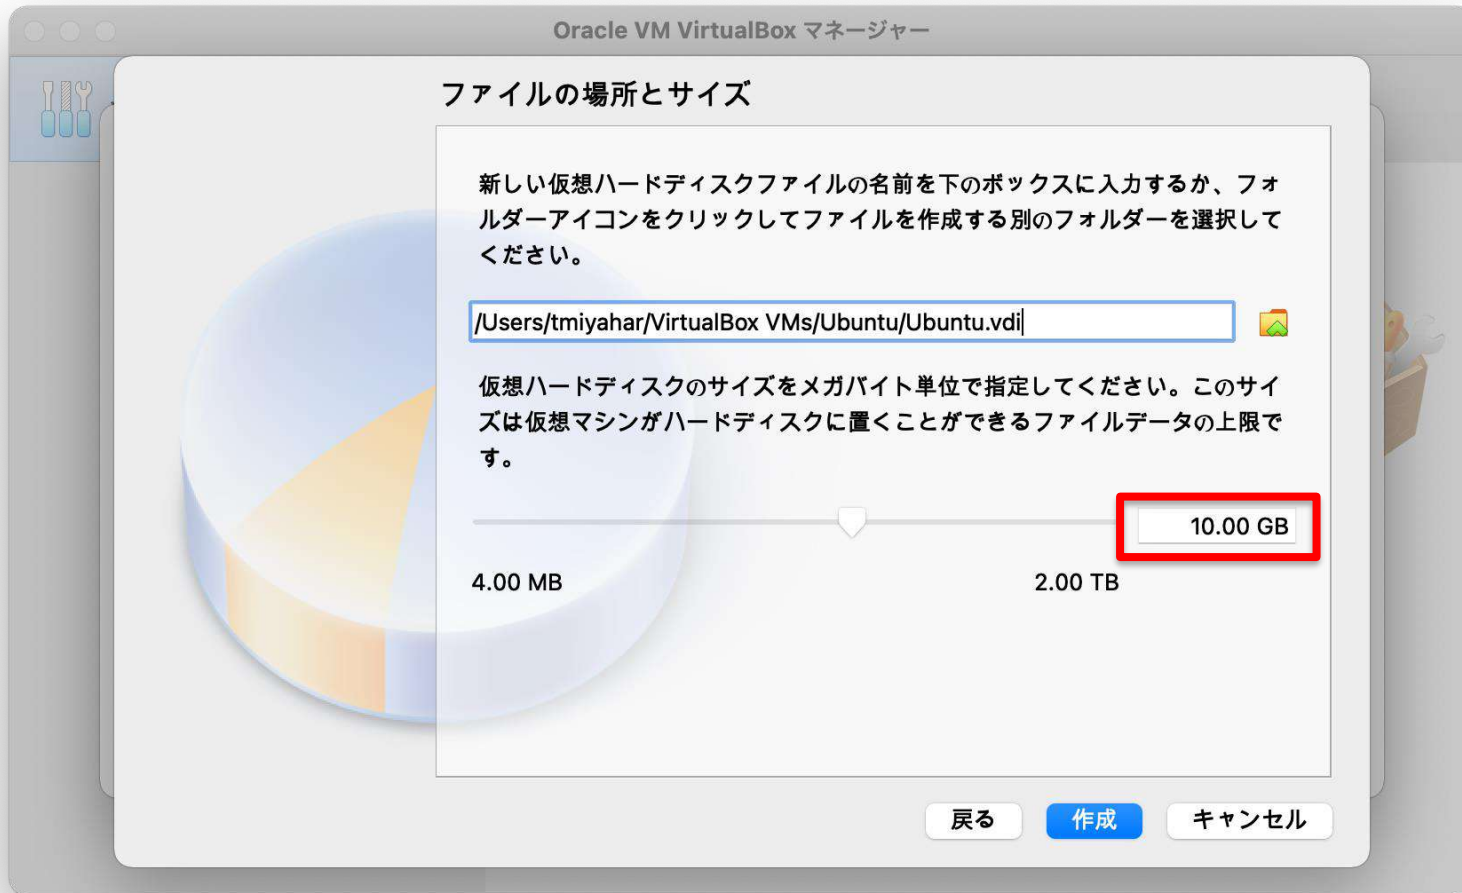 Oracle VM VirtualBox マネージャー
ファイルの場所とサイズ
新しい仮想ハードディスクファイルの名前を下のボックスに入力するか、フォ
ルダーアイコンをクリックしてファイルを作成する別のフォルダーを選択して
ください。
/Users/tmiyahar/VirtualBox VMs/Ubuntu/Ubuntu.vdi
仮想ハードディスクのサイズをメガバイト単位で指定してください。このサイ
ズは仮想マシンがハードディスクに置くことができるファイルデータの上限で
す。
10.00 GB
4.00 MB
2.00 TB
戻る
作成
キャンセル